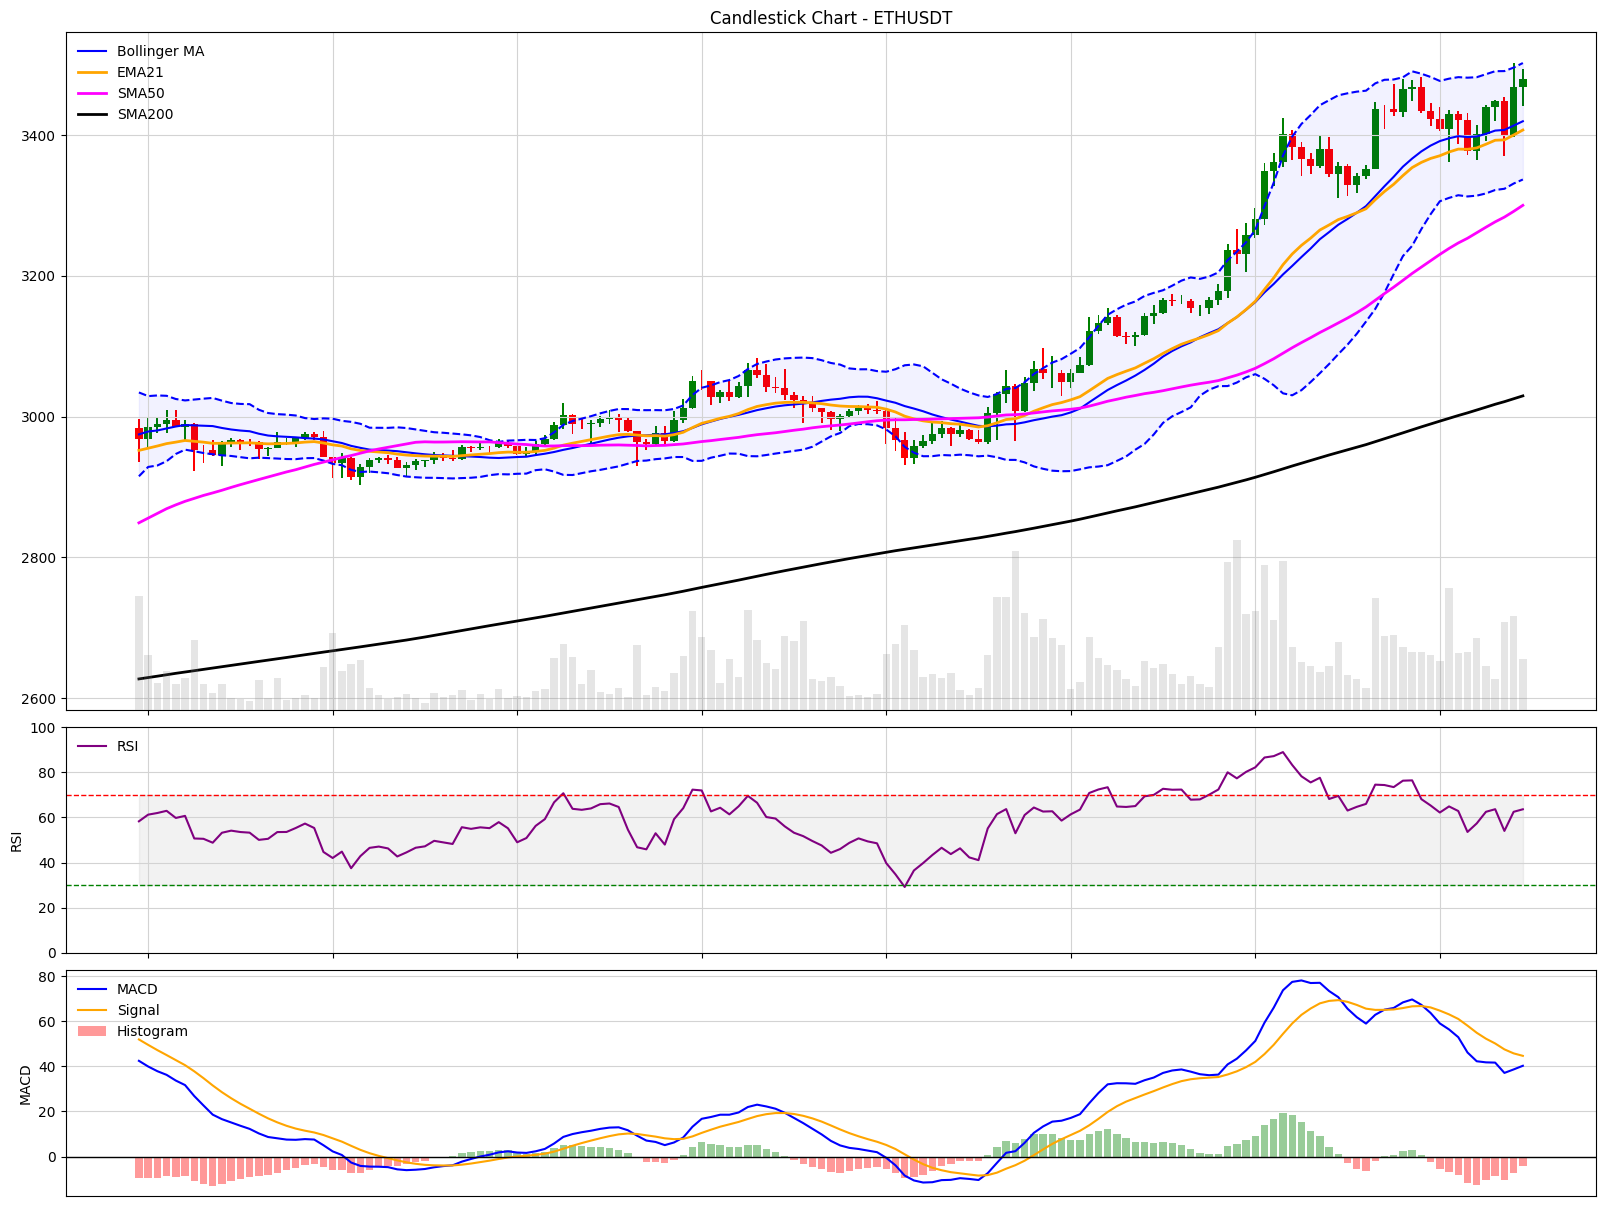 Candlestick Chart - ETHUSDT
Bollinger MA
EMA21
SMA50
SMA200
3400
3200
3000
2800
2600
100
RSI
80
60
RSI
40
20
0
80
MACD
Signal
60
Histogram
40
MACD
20
0